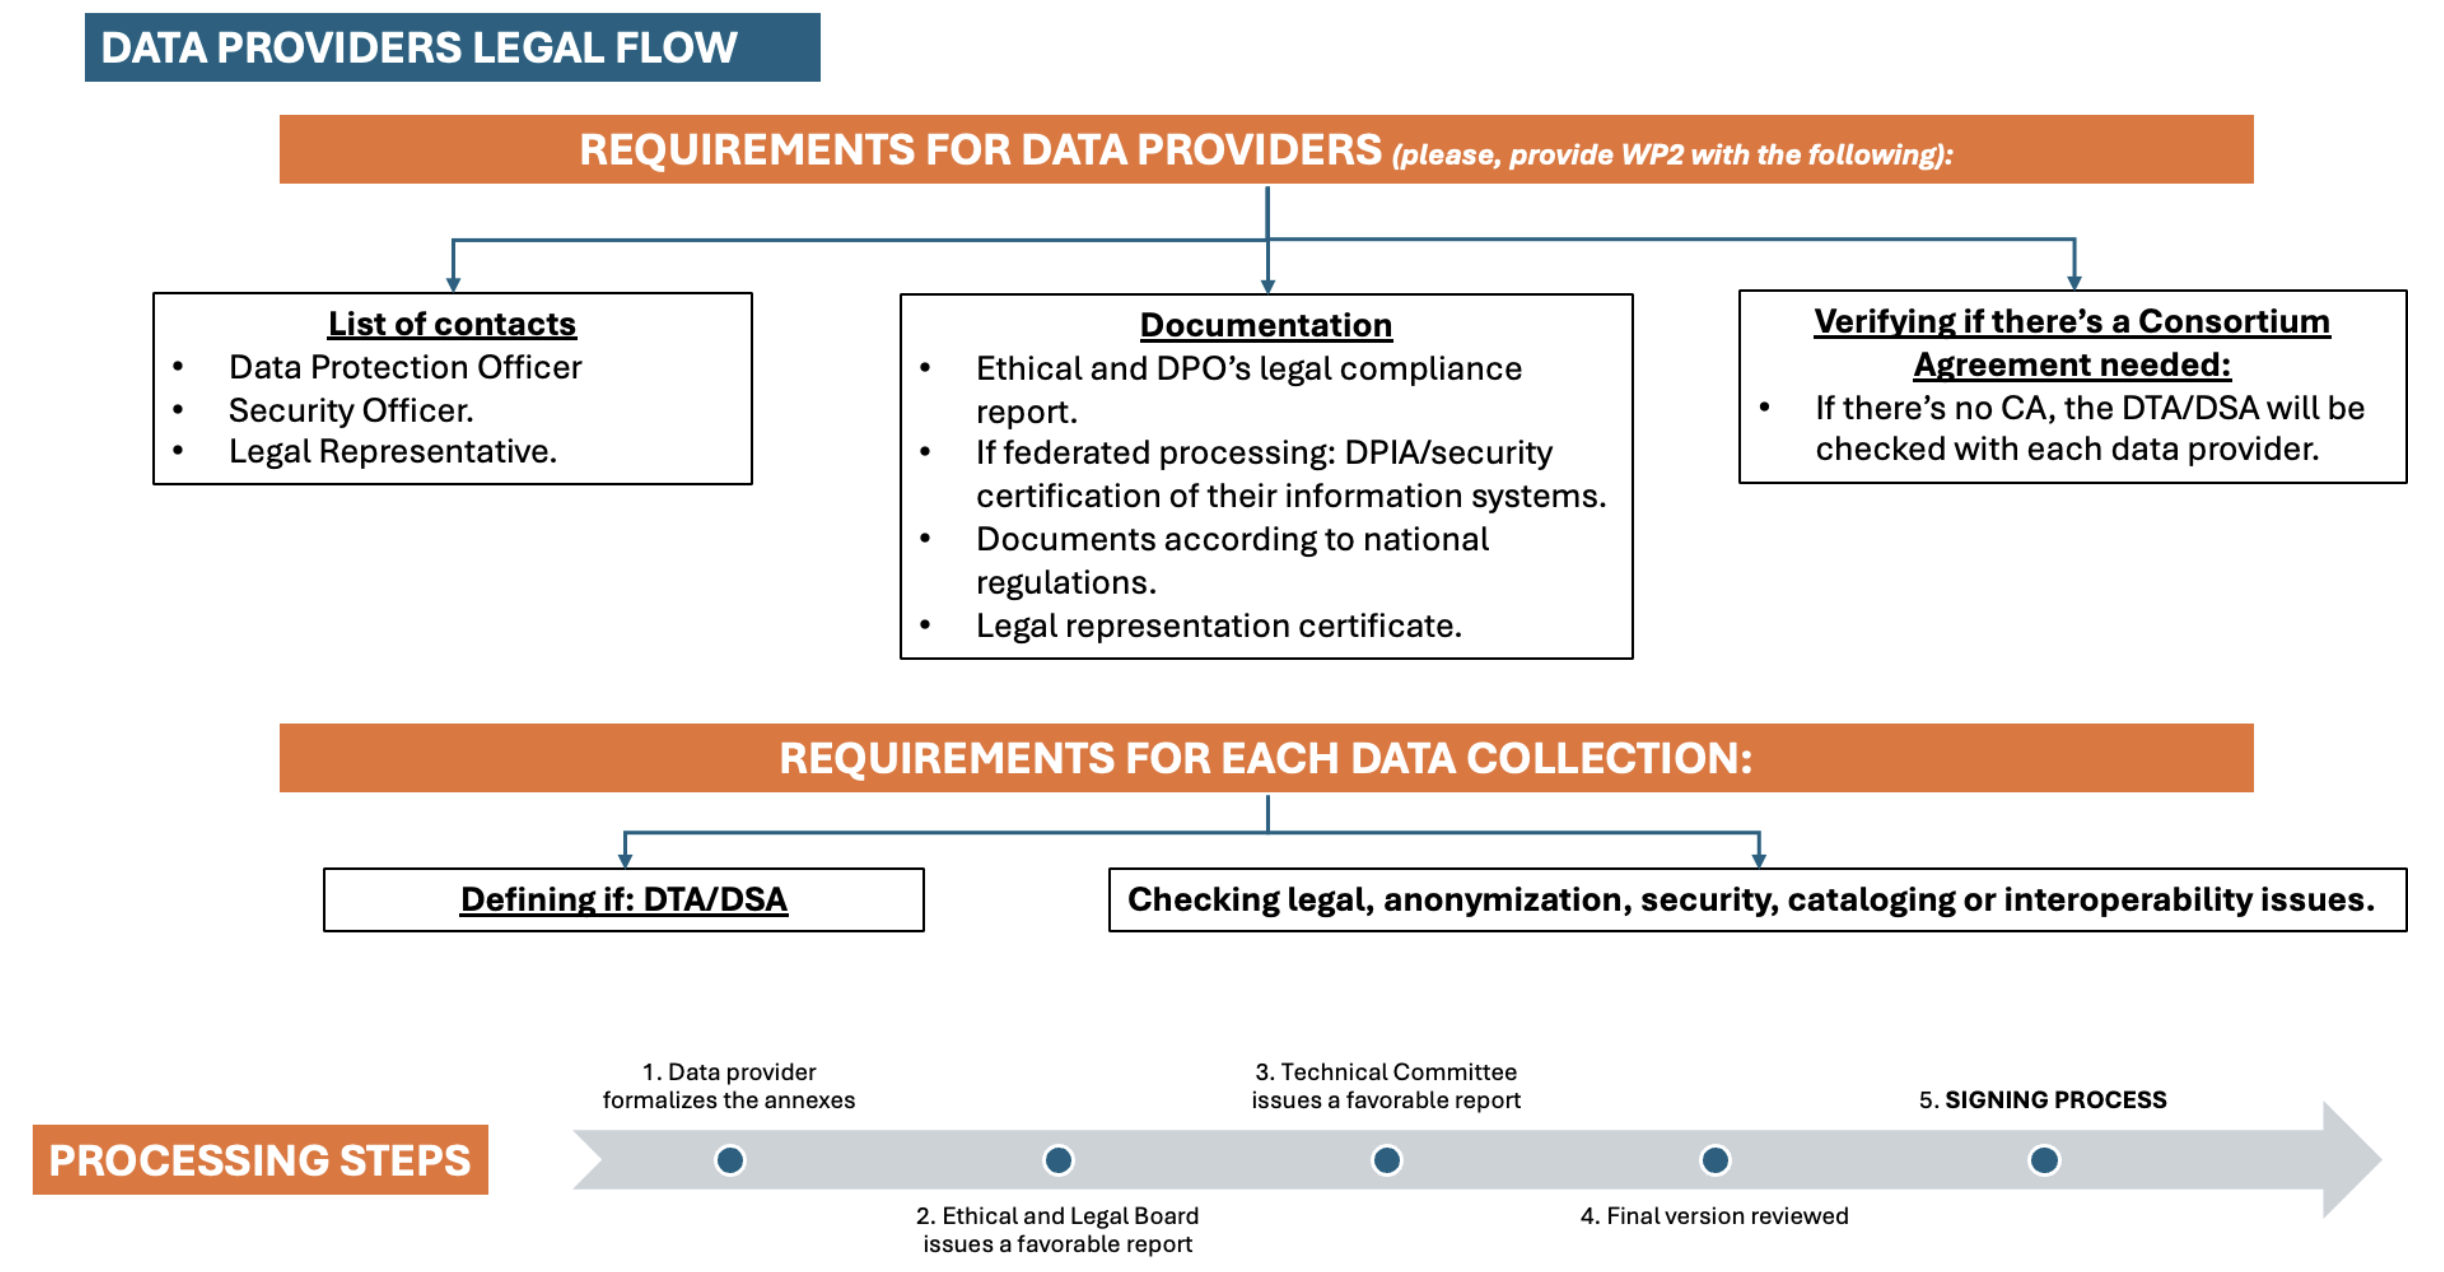 DATA PROVIDERS LEGAL FLOW
REQUIREMENTS FOR DATA PROVIDERS (please, provide WP2 with the following):
List of contacts
• Data Protection Officer
• Security Officer.
• Legal Representative.
Documentation
• Ethical and DPO’s legal compliance
report.
• If federated processing: DPIA/security
certification of their information systems.
• Documents according to national
regulations.
• Legal representation certificate.
Verifying if there’s a Consortium
Agreement needed:
• If there’s no CA, the DTA/DSA will be
checked with each data provider.
REQUIREMENTS FOR EACH DATA COLLECTION:
Defining if: DTA/DSA
Checking legal, anonymization, security, cataloging or interoperability issues.
PROCESSING STEPS
1. Data provider
formalizes the annexes
2. Ethical and Legal Board
issues a favorable report
3. Technical Committee
issues a favorable report
4. Final version reviewed
5. SIGNING PROCESS